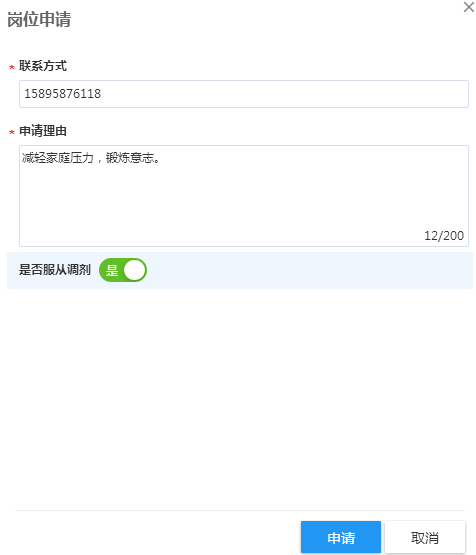 岗位申请
* 联系方式
15895876118
* 申请理由
减轻家庭压力，锻炼意志。
12/200
是否服从调剂 是
申请 取消